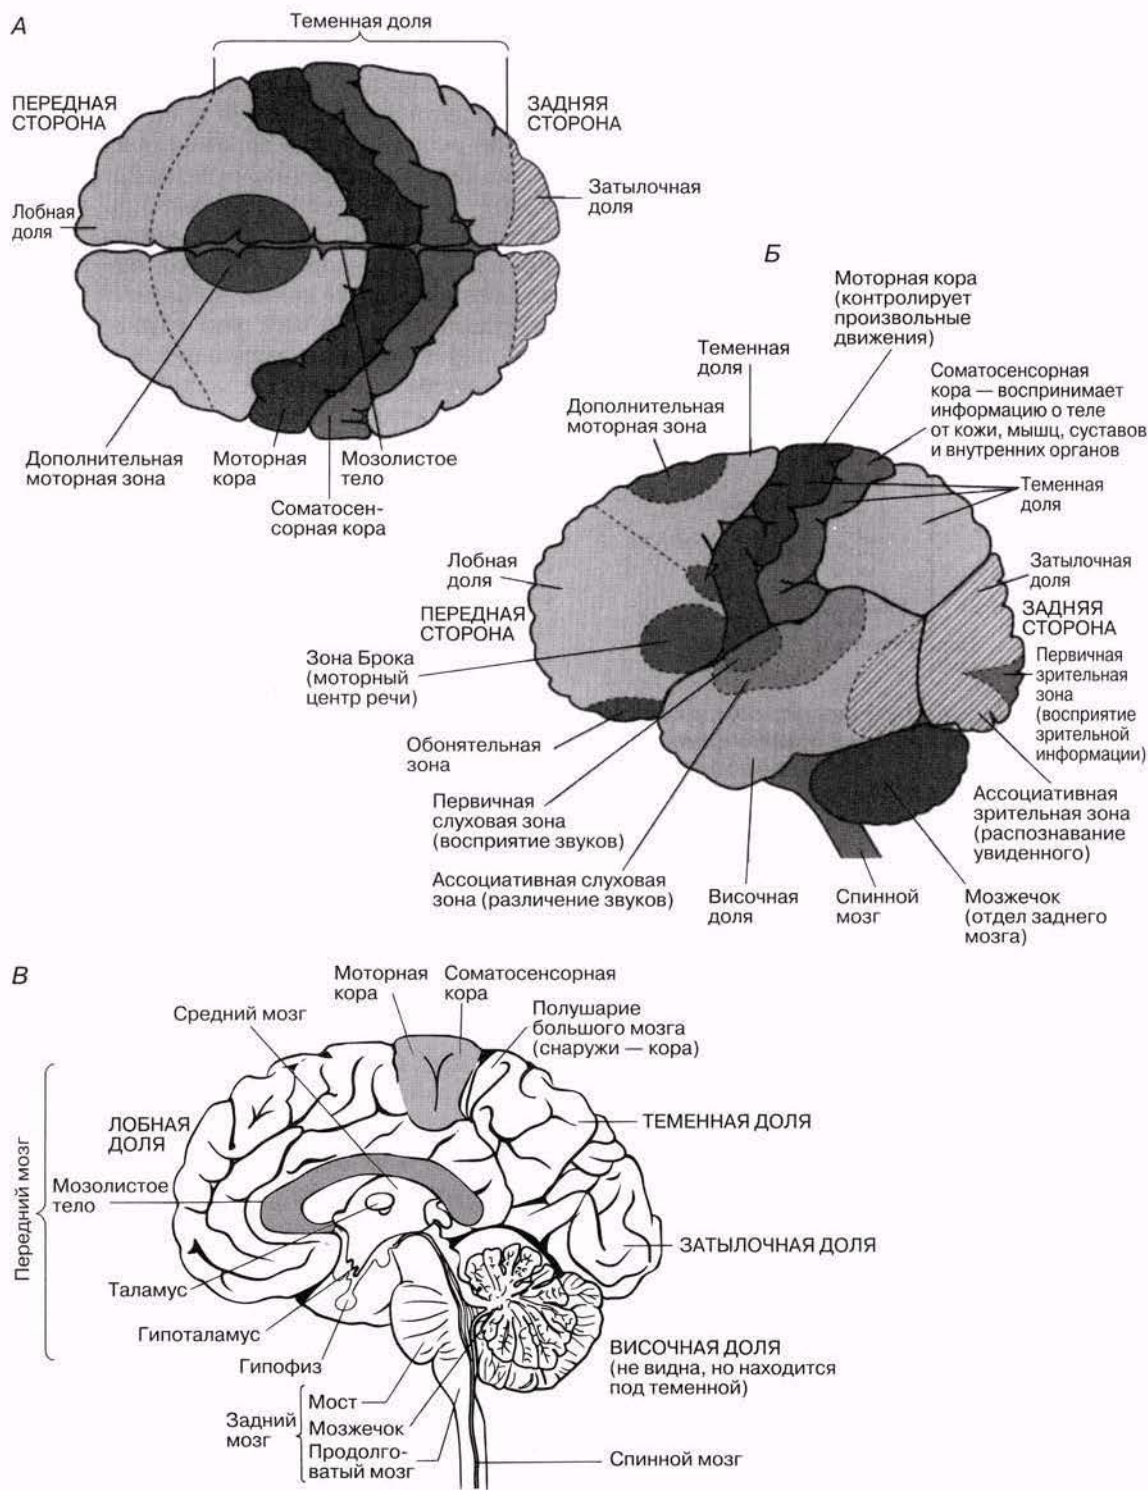 А
Теменная доля
ПЕРЕДНАЯ
СТОРОНА
ЗАДНЯЯ
СТОРОНА
Лобная
доля
Затылочная
доля
Дополнительная
моторная зона
Моторная
кора
Мозолистое
тело
Соматосен-
сорная кора
Б
Моторная кора
(контролирует
произвольные
движения)
Теменная
доля
Соматосенсорная
кора — воспринимает
информацию о теле
от кожи, мышц, суставов
и внутренних органов
Дополнительная
моторная зона
Теменная
доля
Лобная
доля
Затылочная
доля
ПЕРЕДНАЯ
СТОРОНА
ЗАДНЯЯ
СТОРОНА
Зона Брока
(моторный
центр речи)
Первичная
зрительная
зона
(восприятие
зрительной
информации)
Обонятельная
зона
Первичная
слуховая зона
(восприятие звуков)
Ассоциативная
зрительная зона
(распознавание
увиденного)
Ассоциативная слуховая
зона (различение звуков)
Височная
доля
Спинной
мозг
Мозжечок
(отдел заднего
мозга)
В
Моторная
кора
Соматосенсорная
кора
Средний мозг
Полушарие
большого мозга
(снаружи — кора)
Передний мозг
ЛОБНАЯ
ДОЛЯ
ТЕМЕННАЯ ДОЛЯ
Мозолистое
тело
ЗАТЫЛОЧНАЯ ДОЛЯ
Таламус
Гипоталамус
Гипофиз
ВИСОЧНАЯ ДОЛЯ
(не видна, но находится
под теменной)
Задний
мозг
Мост
Мозжечок
Продолго-
ватый мозг
Спинной мозг